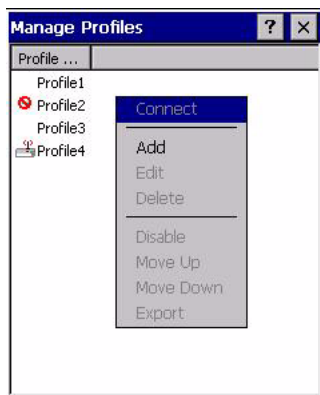 Manage Profiles ? ×
Profile ...
Profile1
Profile2
Profile3
Profile4
Connect
Add
Edit
Delete
Disable
Move Up
Move Down
Export